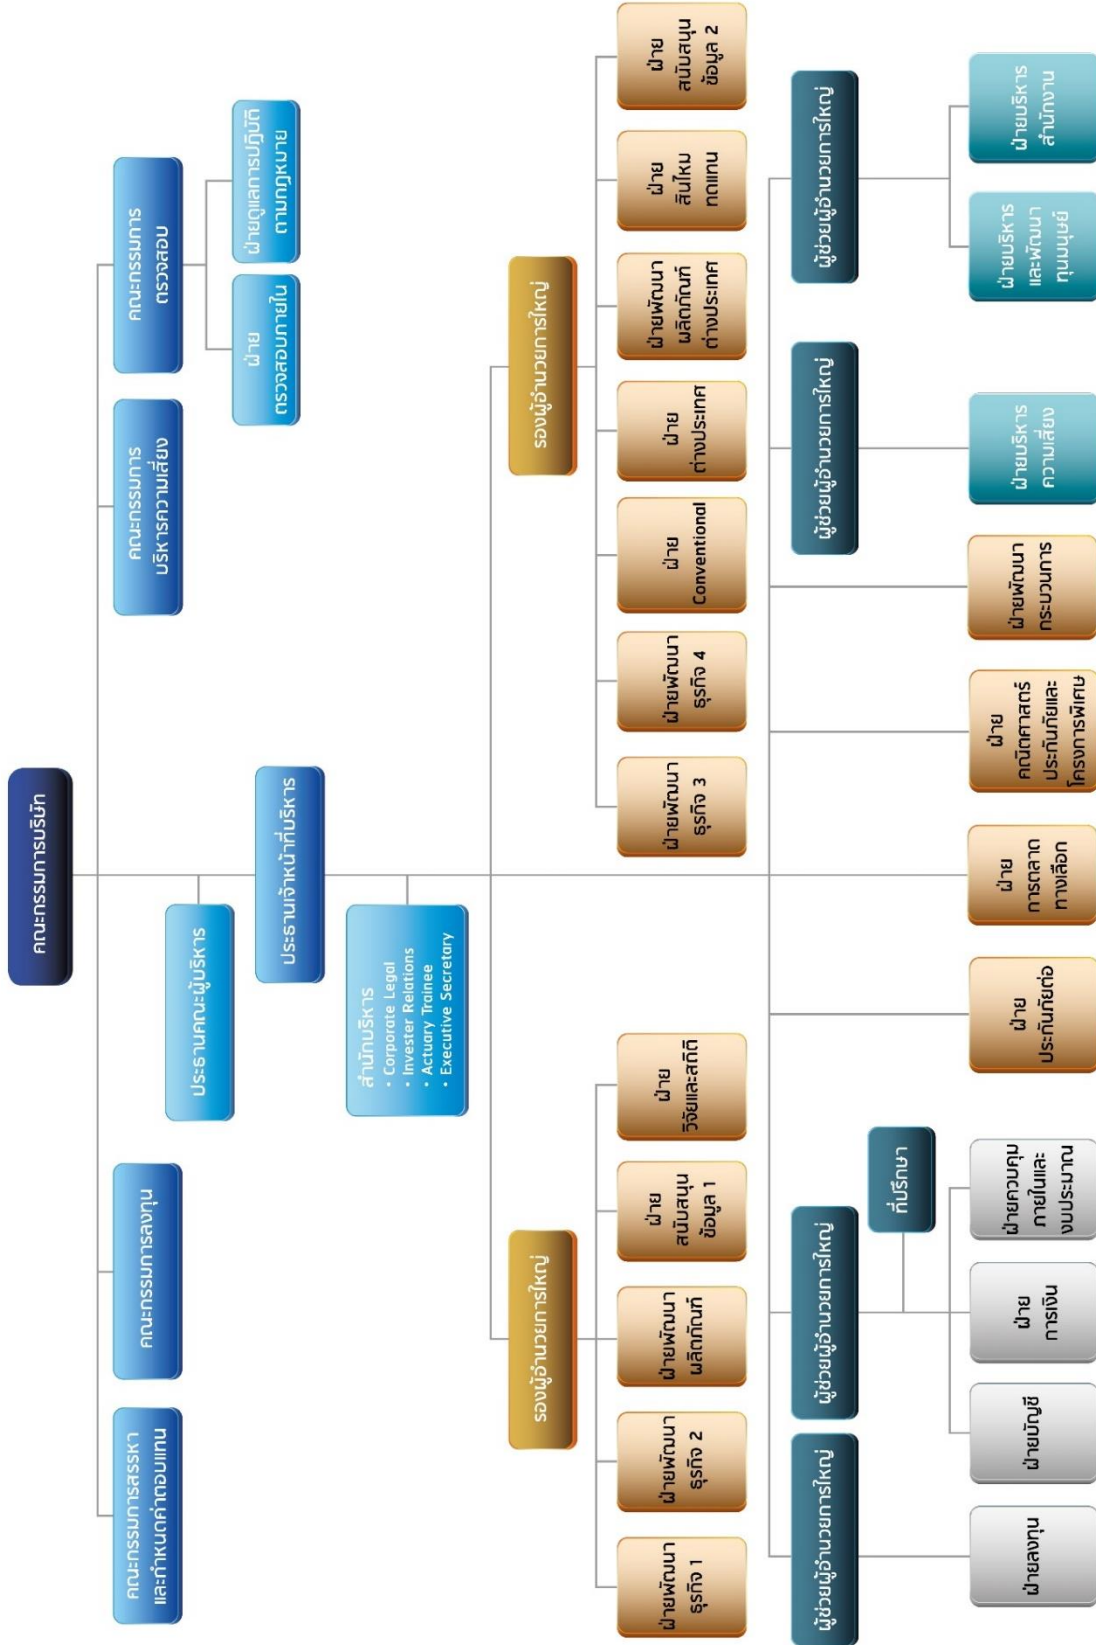 คณะกรรมการบริษัท
คณะกรรมการสรรหา
และกำหนดค่าตอบแทน
คณะกรรมการลงทุน
คณะกรรมการ
บริหารความเสี่ยง
คณะกรรมการ
ตรวจสอบ
ประธานคณะผู้บริหาร
ฝ่าย
ตรวจสอบภายใน
ฝ่ายดูแลการปฏิบัติ
ตามกฎหมาย
ประธานเจ้าหน้าที่บริหาร
สำนักบริหาร
• Corporate Legal
• Invester Relations
• Actuary Trainee
• Executive Secretary
รองผู้อำนวยการใหญ่
รองผู้อำนวยการใหญ่
ฝ่ายพัฒนา
ธุรกิจ 1
ฝ่ายพัฒนา
ธุรกิจ 2
ฝ่ายพัฒนา
ผลิตภัณฑ์
ฝ่าย
สนับสนุน
ข้อมูล 1
ฝ่าย
วิจัยและสถิติ
ฝ่ายพัฒนา
ธุรกิจ 3
ฝ่ายพัฒนา
ธุรกิจ 4
ฝ่าย
Conventional
ฝ่าย
ต่างประเทศ
ฝ่ายพัฒนา
ผลิตภัณฑ์
ต่างประเทศ
ฝ่าย
สินไหม
ทดแทน
ฝ่าย
สนับสนุน
ข้อมูล 2
ผู้ช่วยผู้อำนวยการใหญ่
ผู้ช่วยผู้อำนวยการใหญ่
ผู้ช่วยผู้อำนวยการใหญ่
ผู้ช่วยผู้อำนวยการใหญ่
ที่ปรึกษา
ฝ่ายลงทุน
ฝ่ายบัญชี
ฝ่าย
การเงิน
ฝ่ายควบคุม
ภายในและ
งบประมาณ
ฝ่าย
ประกันภัยต่อ
ฝ่าย
การตลาด
ทางเลือก
ฝ่าย
คณิตศาสตร์
ประกันภัยและ
โครงการพิเศษ
ฝ่ายพัฒนา
กระบวนการ
ฝ่ายบริหาร
ความเสี่ยง
ฝ่ายบริหาร
และพัฒนา
ทุนมนุษย์
ฝ่ายบริหาร
สำนักงาน